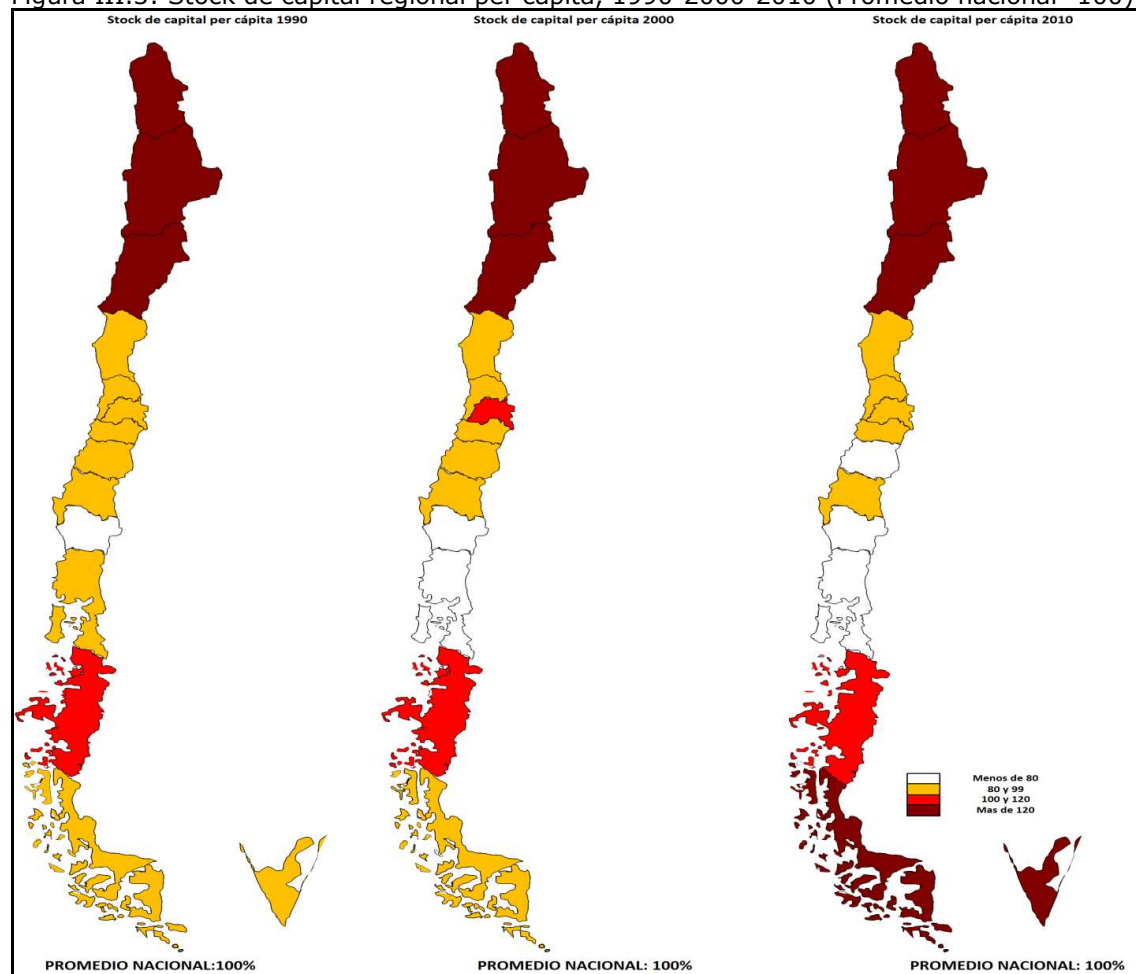 Figura III.3: Stock de capital regional per cápita, 1990-2000-2010 (Promedio nacional=100)
Stock de capital per cápita 1990
Stock de capital per cápita 2000
Stock de capital per cápita 2010
Menos de 80
80 y 99
100 y 120
Mas de 120
PROMEDIO NACIONAL:100%
PROMEDIO NACIONAL: 100%
PROMEDIO NACIONAL: 100%